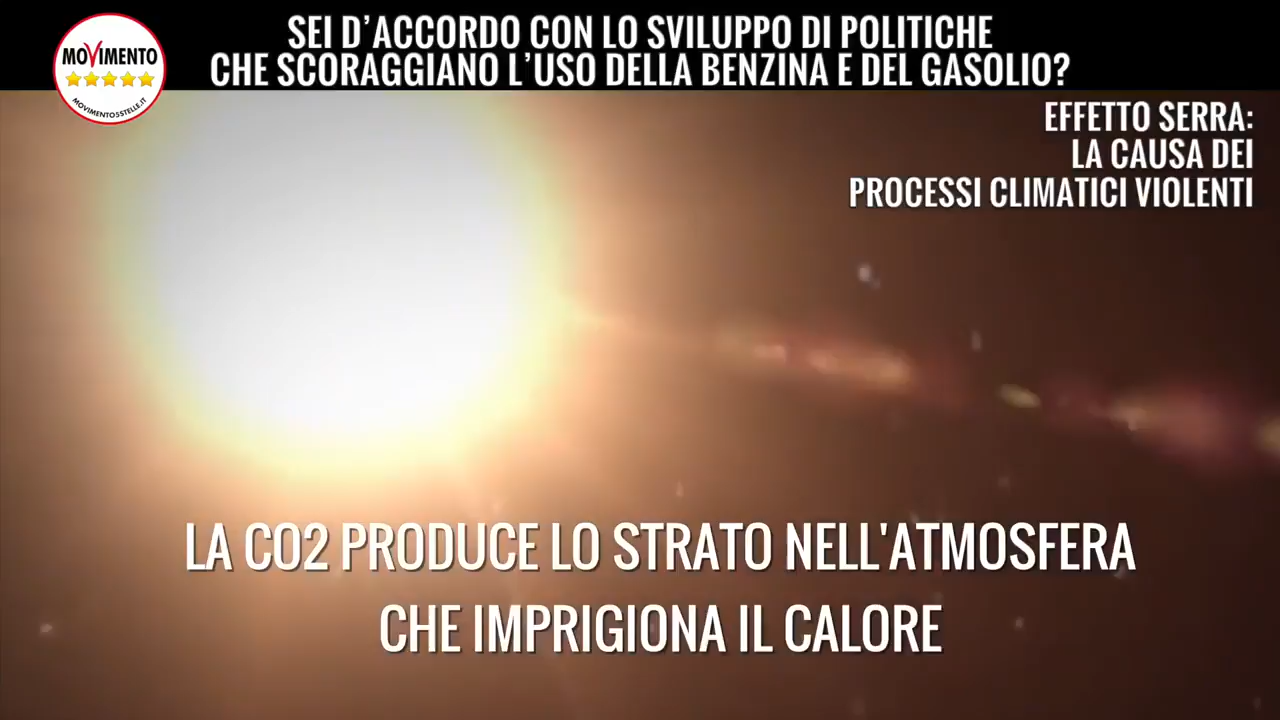 SEI D'ACCORDO CON LO SVILUPPO DI POLITICHE
CHE SCORAGGIANO L'USO DELLA BENZINA E DEL GASOLIO?
MOVIMENTO
MOVIMENTO5STELLE.IT
EFFETTO SERRA:
LA CAUSA DEI
PROCESSI CLIMATICI VIOLENTI
LA CO2 PRODUCE LO STRATO NELL'ATMOSFERA
CHE IMPRIGIONA IL CALORE